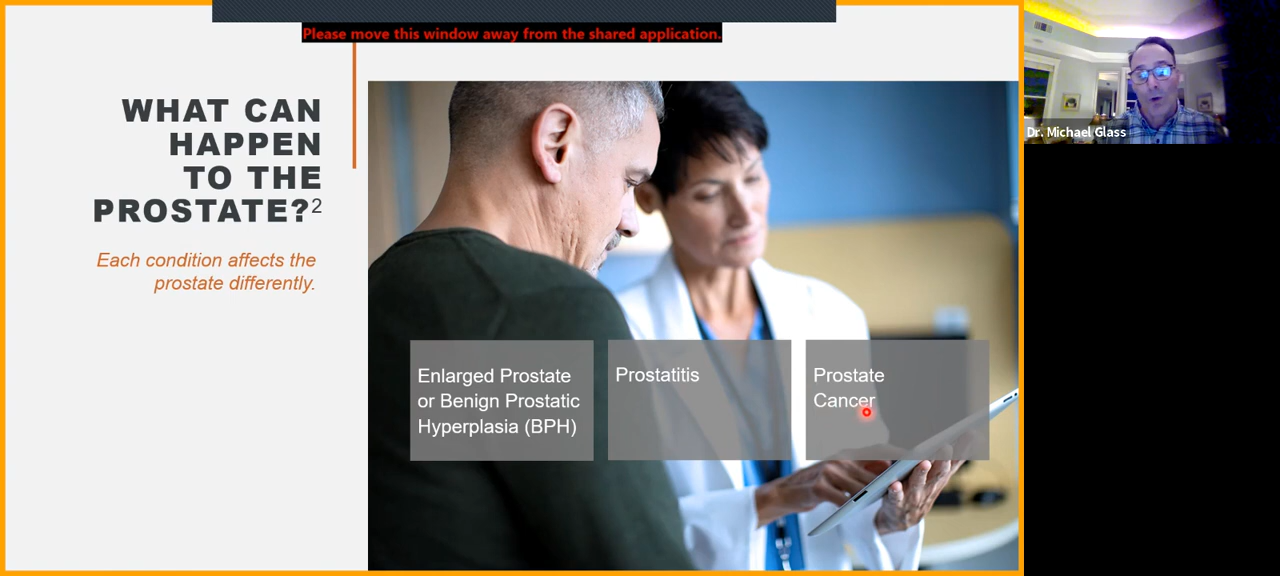 Please move this window away from the shared application.
WHAT CAN
HAPPEN
TO THE
PROSTATE?2
Each condition affects the
prostate differently.
Enlarged Prostate
or Benign Prostatic
Hyperplasia (BPH)
Prostatitis
Prostate
Cancer
Dr. Michael Glass